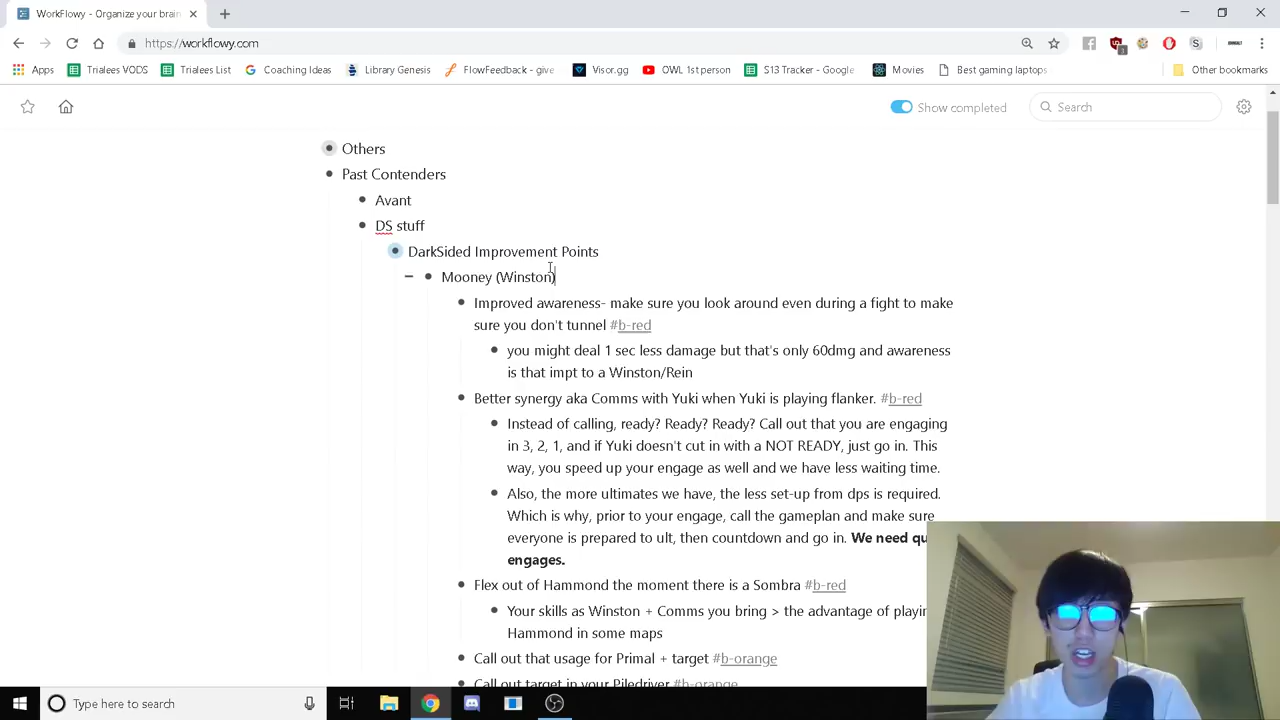 WorkFlowy - Organize your brain
https://workflowy.com
Apps
Trialees VODS
Trialees List
Coaching Ideas
Library Genesis
FlowFeedback - give
Visor.gg
OWL 1st person
S13 Tracker - Google
Movies
Best gaming laptops
Other bookmarks
Show completed
Search
Others
Past Contenders
Avant
DS stuff
DarkSided Improvement Points
Mooney (Winston)
Improved awareness- make sure you look around even during a fight to make
sure you don't tunnel #b-red
you might deal 1 sec less damage but that's only 60dmg and awareness
is that impt to a Winston/Rein
Better synergy aka Comms with Yuki when Yuki is playing flanker. #b-red
Instead of calling, ready? Ready? Ready? Call out that you are engaging
in 3, 2, 1, and if Yuki doesn't cut in with a NOT READY, just go in. This
way, you speed up your engage as well and we have less waiting time.
Also, the more ultimates we have, the less set-up from dps is required.
Which is why, prior to your engage, call the gameplan and make sure
everyone is prepared to ult, then countdown and go in. We need qu
engages.
Flex out of Hammond the moment there is a Sombra #b-red
Your skills as Winston + Comms you bring > the advantage of playin
Hammond in some maps
Call out that usage for Primal + target #b-orange
Call out target in your Piledriver #b-orange
Type here to search